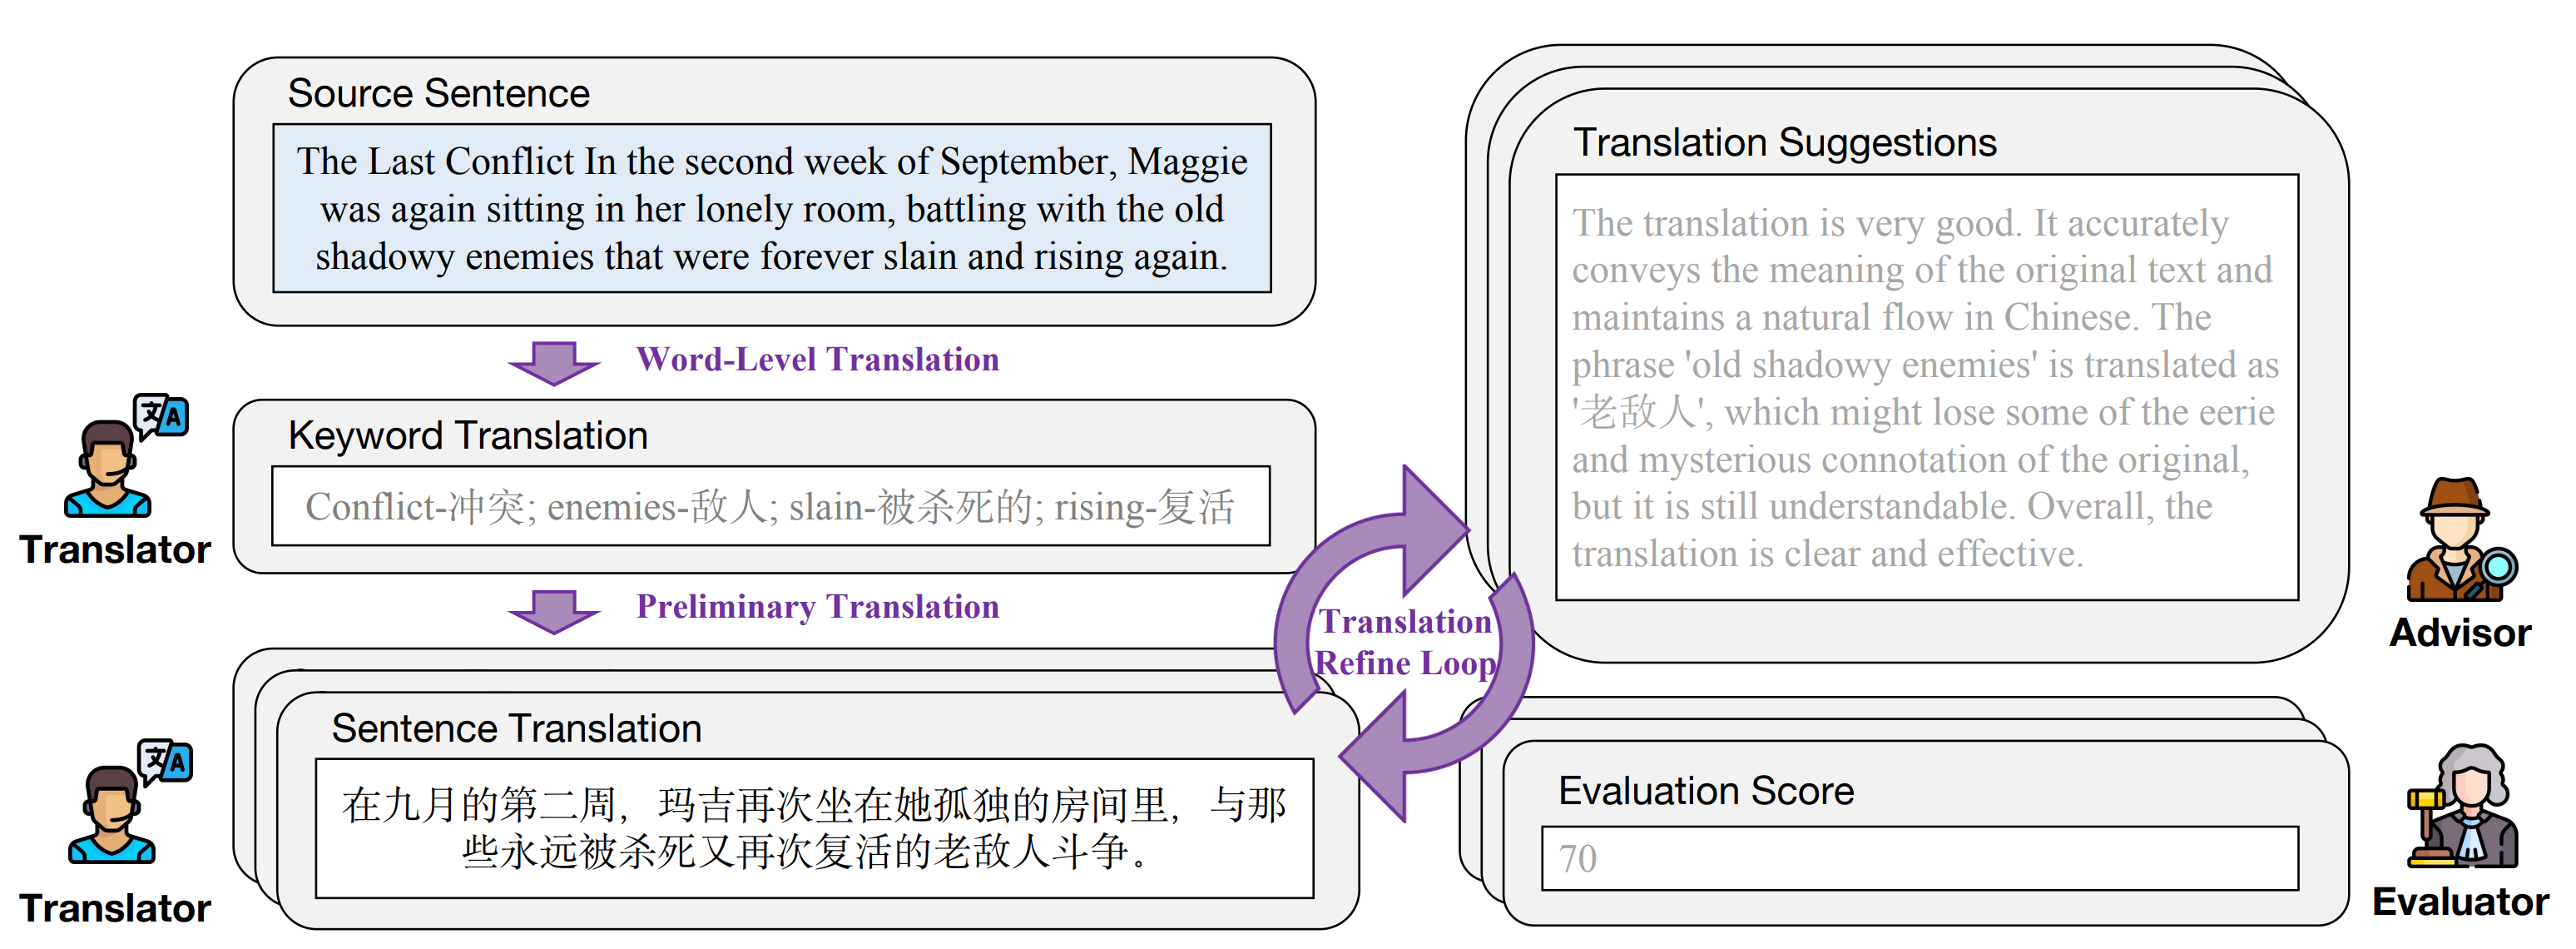 Source Sentence
The Last Conflict In the second week of September, Maggie
was again sitting in her lonely room, battling with the old
shadowy enemies that were forever slain and rising again.
Word-Level Translation
文A
Translator
Keyword Translation
Conflict-冲突; enemies-敌人; slain-被杀死的; rising-复活
Preliminary Translation
文A
Translator
Sentence Translation
在九月的第二周，玛吉再次坐在她孤独的房间里，与那
些永远被杀死又再次复活的老敌人斗争。
Translation
Refine Loop
Translation Suggestions
The translation is very good. It accurately
conveys the meaning of the original text and
maintains a natural flow in Chinese. The
phrase 'old shadowy enemies' is translated as
'老敌人', which might lose some of the eerie
and mysterious connotation of the original,
but it is still understandable. Overall, the
translation is clear and effective.
Advisor
Evaluation Score
70
Evaluator